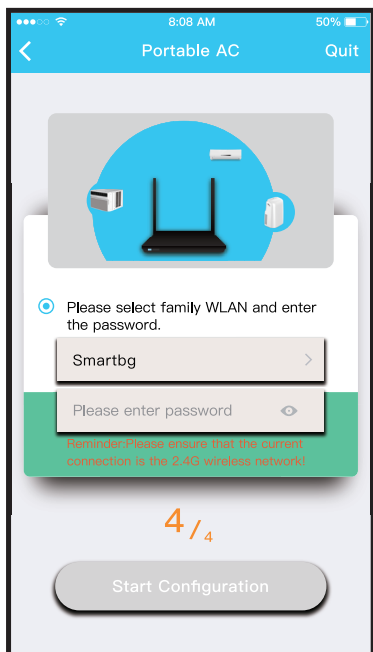 8:08 AM 50%
Portable AC Quit
Please select family WLAN and enter
the password.
Smartbg
Please enter password
Reminder:Please ensure that the current
connection is the 2.4G wireless network!
4/4
Start Configuration